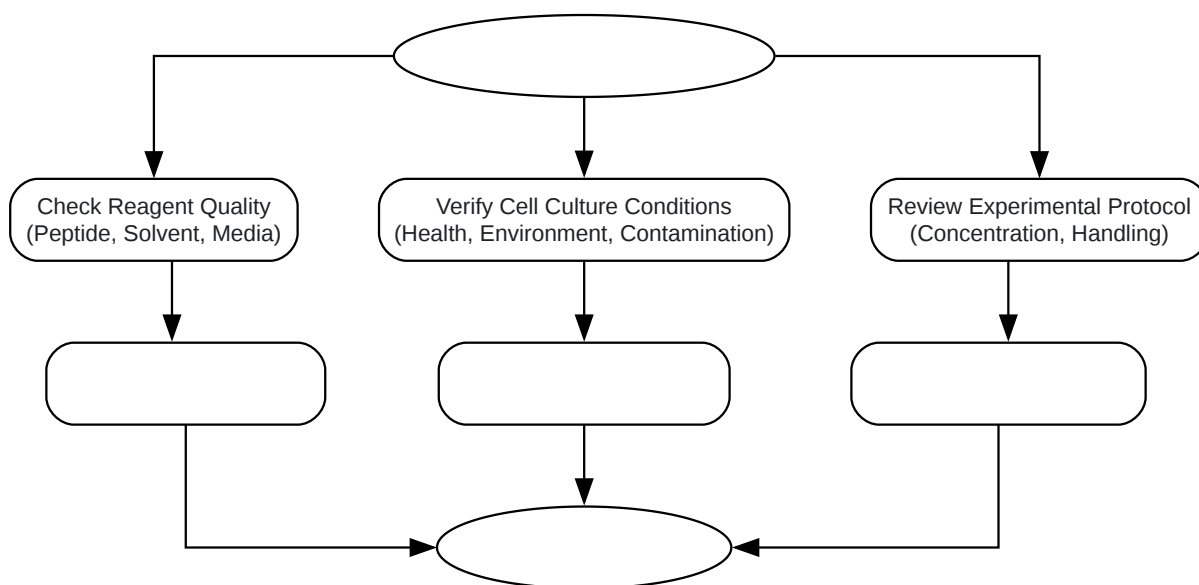 Check Reagent Quality
(Peptide, Solvent, Media)
Verify Cell Culture Conditions
(Health, Environment, Contamination)
Review Experimental Protocol
(Concentration, Handling)